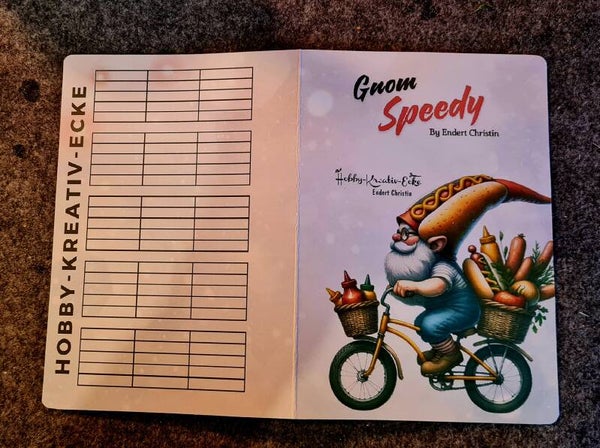 HOBBY-KREATIV-ECKE
Gnom
Speedy
By Endert Christin
Hobby-Kreativ-Ecke
Endert Christin